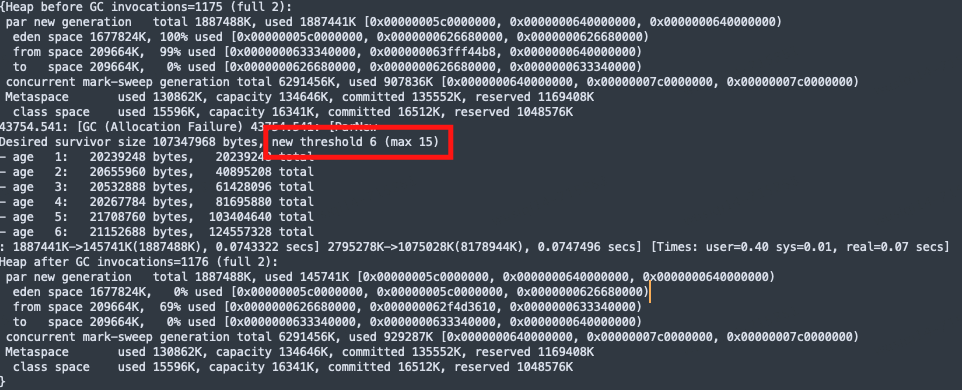 {Heap before GC invocations=1175 (full 2):
par new generation   total 1887488K, used 1887441K [0x00000005c0000000, 0x0000000640000000, 0x0000000640000000)
eden space 1677824K, 100% used [0x00000005c0000000, 0x0000000626680000, 0x0000000626680000)
from space 209664K,  99% used [0x0000000633340000, 0x000000063fff44b8, 0x0000000640000000)
to   space 209664K,   0% used [0x0000000626680000, 0x0000000626680000, 0x0000000633340000)
concurrent mark-sweep generation total 6291456K, used 907836K [0x0000000640000000, 0x00000007c0000000, 0x00000007c0000000)
Metaspace       used 130862K, capacity 134646K, committed 135552K, reserved 1169408K
class space    used 15596K, capacity 16341K, committed 16512K, reserved 1048576K
43754.541: [GC (Allocation Failure) 43754.541: [ParNew
Desired survivor size 107347968 bytes, new threshold 6 (max 15)
- age   1:   20239248 bytes,   20239248 total
- age   2:   20655960 bytes,   40895208 total
- age   3:   20532888 bytes,   61428096 total
- age   4:   20267784 bytes,   81695880 total
- age   5:   21708760 bytes,  103404640 total
- age   6:   21152688 bytes,  124557328 total
: 1887441K->145741K(1887488K), 0.0743322 secs] 2795278K->1075028K(8178944K), 0.0747496 secs] [Times: user=0.40 sys=0.01, real=0.07 secs]
Heap after GC invocations=1176 (full 2):
par new generation   total 1887488K, used 145741K [0x00000005c0000000, 0x0000000640000000, 0x0000000640000000)
eden space 1677824K,   0% used [0x00000005c0000000, 0x00000005c0000000, 0x0000000626680000)
from space 209664K,  69% used [0x0000000626680000, 0x000000062f4d3610, 0x0000000633340000)
to   space 209664K,   0% used [0x0000000633340000, 0x0000000633340000, 0x0000000640000000)
concurrent mark-sweep generation total 6291456K, used 929287K [0x0000000640000000, 0x00000007c0000000, 0x00000007c0000000)
Metaspace       used 130862K, capacity 134646K, committed 135552K, reserved 1169408K
class space    used 15596K, capacity 16341K, committed 16512K, reserved 1048576K
}